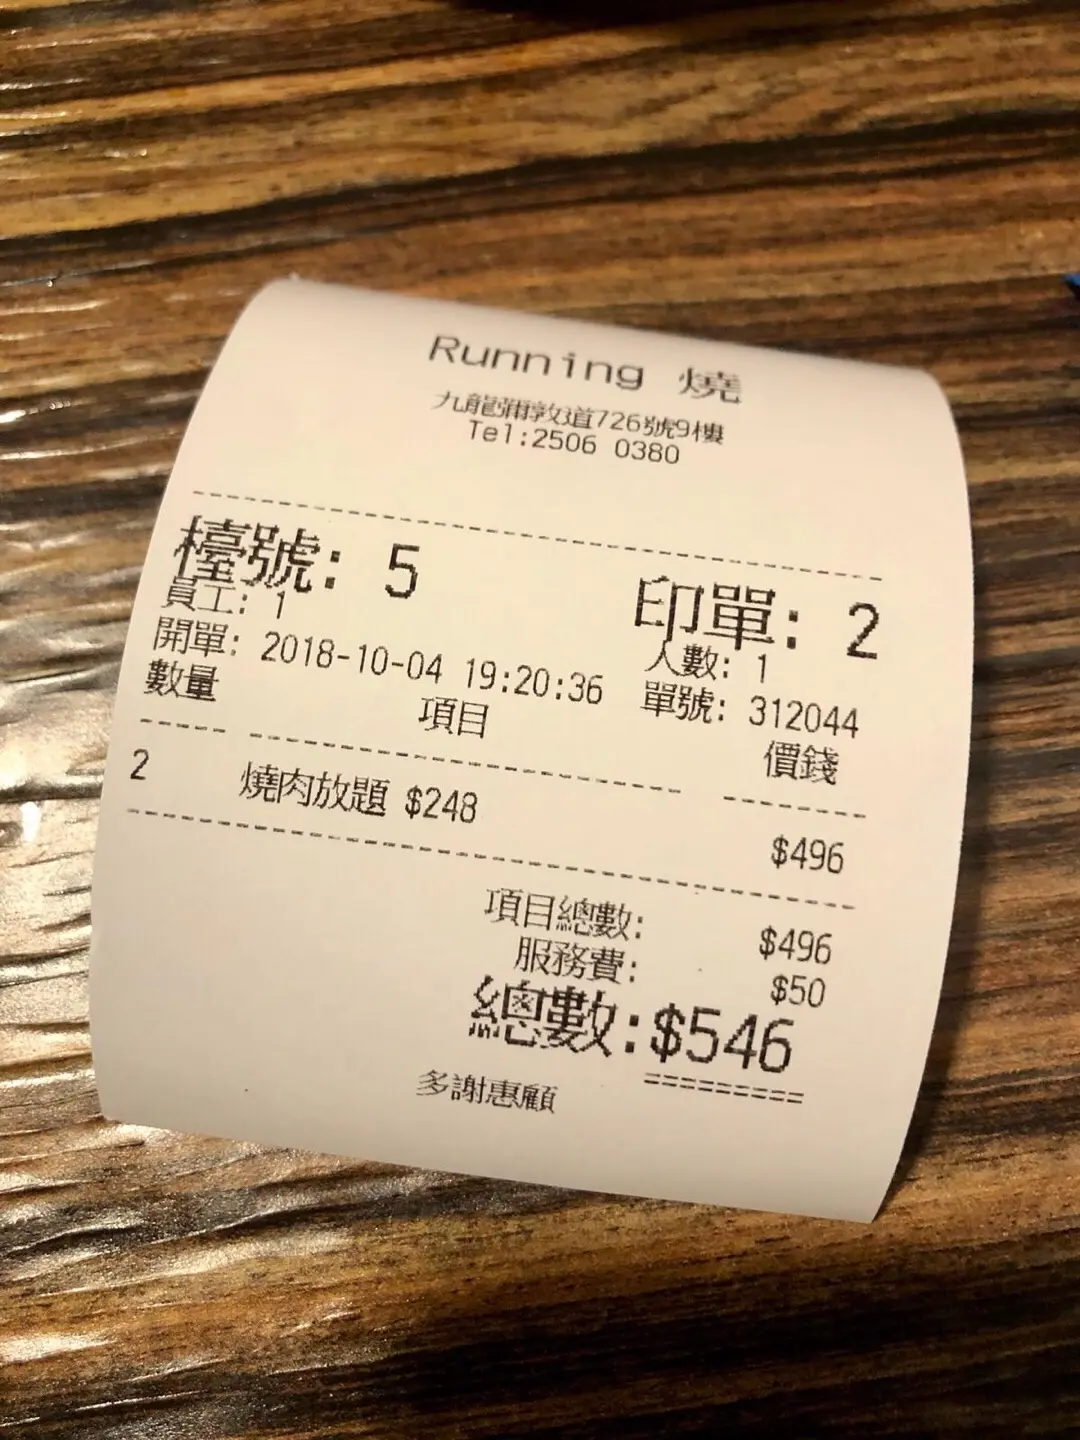 Running 燒
九龍彌敦道726號9樓
Tel:2506 0380
檯號: 5 印單: 2
員工: 1 人數: 1
開單: 2018-10-04 19:20:36 單號: 312044
數量 項目 價錢
2 燒肉放題 $248 $496
項目總數: $496
服務費: $50
總數:$546
多謝惠顧